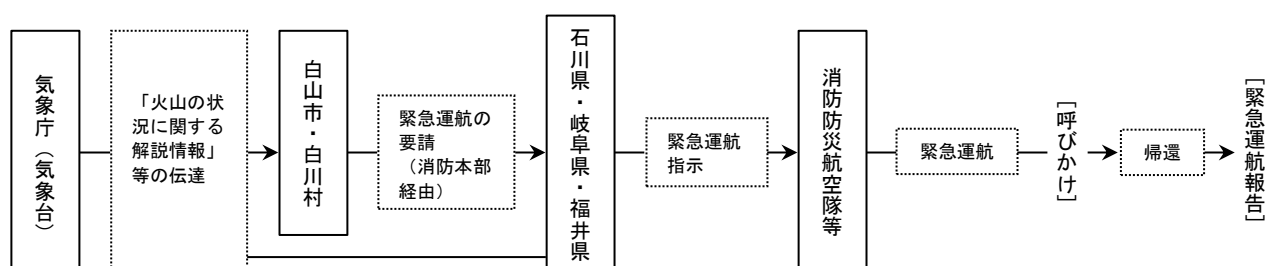 気象庁（気象台）
「火山の状
況に関する
解説情報」
等の伝達
白山市・白川村
緊急運航の
要請
（消防本部
経由）
石川県・岐阜県・福井県
緊急運航
指示
消防防災航空隊等
緊急運航
［呼びかけ］
帰還
［緊急運航報告］